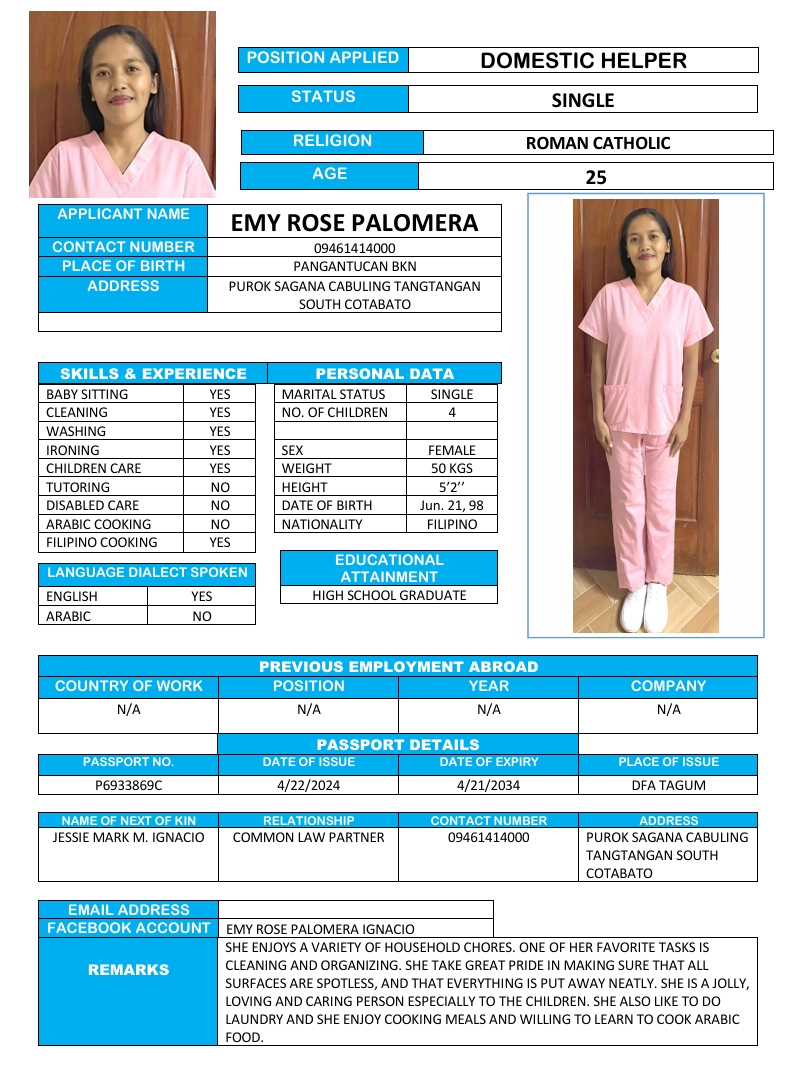 POSITION APPLIED DOMESTIC HELPER
STATUS SINGLE
RELIGION ROMAN CATHOLIC
AGE 25
APPLICANT NAME EMY ROSE PALOMERA
CONTACT NUMBER 09461414000
PLACE OF BIRTH PANGANTUCAN BKN
ADDRESS PUROK SAGANA CABULING TANGTANGAN
SOUTH COTABATO
SKILLS & EXPERIENCE PERSONAL DATA
BABY SITTING YES MARITAL STATUS SINGLE
CLEANING YES NO. OF CHILDREN 4
WASHING YES
IRONING YES SEX FEMALE
CHILDREN CARE YES WEIGHT 50 KGS
TUTORING NO HEIGHT 5’2’’
DISABLED CARE NO DATE OF BIRTH Jun. 21, 98
ARABIC COOKING NO NATIONALITY FILIPINO
FILIPINO COOKING YES
LANGUAGE DIALECT SPOKEN
ENGLISH YES
ARABIC NO
EDUCATIONAL
ATTAINMENT
HIGH SCHOOL GRADUATE
PREVIOUS EMPLOYMENT ABROAD
COUNTRY OF WORK POSITION YEAR COMPANY
N/A N/A N/A N/A
PASSPORT DETAILS
PASSPORT NO. DATE OF ISSUE DATE OF EXPIRY PLACE OF ISSUE
P6933869C 4/22/2024 4/21/2034 DFA TAGUM
NAME OF NEXT OF KIN RELATIONSHIP CONTACT NUMBER ADDRESS
JESSIE MARK M. IGNACIO COMMON LAW PARTNER 09461414000 PUROK SAGANA CABULING
TANGTANGAN SOUTH
COTABATO
EMAIL ADDRESS
FACEBOOK ACCOUNT EMY ROSE PALOMERA IGNACIO
REMARKS
SHE ENJOYS A VARIETY OF HOUSEHOLD CHORES. ONE OF HER FAVORITE TASKS IS
CLEANING AND ORGANIZING. SHE TAKE GREAT PRIDE IN MAKING SURE THAT ALL
SURFACES ARE SPOTLESS, AND THAT EVERYTHING IS PUT AWAY NEATLY. SHE IS A JOLLY,
LOVING AND CARING PERSON ESPECIALLY TO THE CHILDREN. SHE ALSO LIKE TO DO
LAUNDRY AND SHE ENJOY COOKING MEALS AND WILLING TO LEARN TO COOK ARABIC
FOOD.